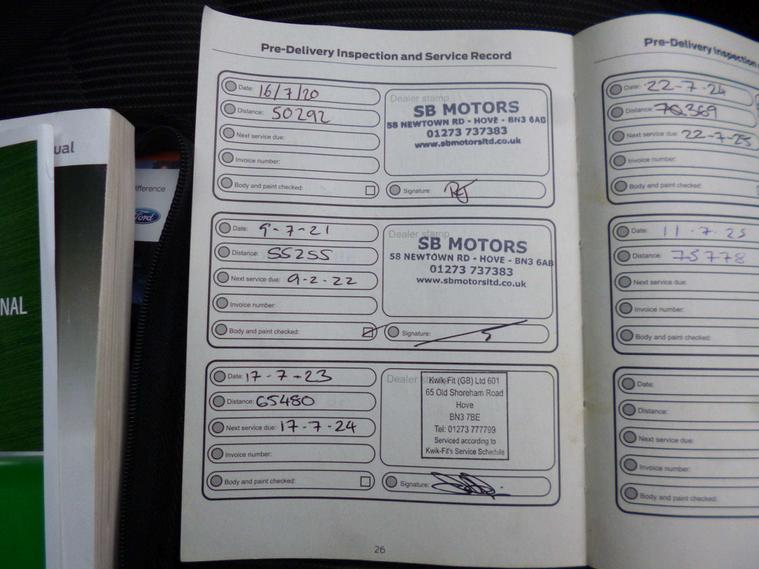 Pre-Delivery Inspection and Service Record
Date: 16/7/20
Distance: 50292
Next service due:
Invoice number:
Body and paint checked:
Dealer stamp
SB MOTORS
58 NEWTOWN RD - HOVE - BN3 6AB
01273 737383
www.sbmotorsltd.co.uk
Signature:
Date: 9-7-21
Distance: 55255
Next service due: 9-2-22
Invoice number:
Body and paint checked:
Dealer stamp
SB MOTORS
58 NEWTOWN RD - HOVE - BN3 6AB
01273 737383
www.sbmotorsltd.co.uk
Signature:
Date: 17-7-23
Distance: 65480
Next service due: 17-7-24
Invoice number:
Body and paint checked:
Dealer
Kwik-Fit (GB) Ltd 601
65 Old Shoreham Road
Hove
BN3 7BE
Tel: 01273 777799
Serviced according to
Kwik-Fit's Service Schedule
Signature:
26
Pre-Delivery Inspection
Date: 22-7-24
Distance: 70369
Next service due: 22-7-25
Invoice number:
Body and paint checked:
Date: 11-7-25
Distance: 75778
Next service due:
Invoice number:
Body and paint checked:
Date:
Distance:
Next service due:
Invoice number:
Body and paint checked:
ual
NAL
ifference
Ford